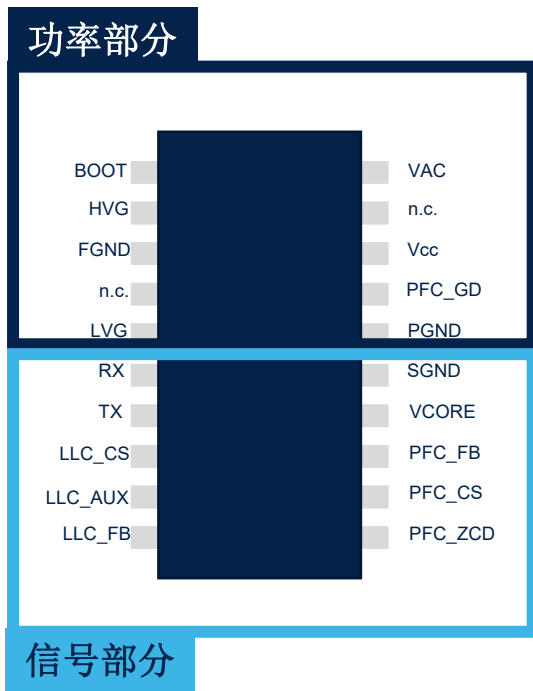 功率部分
BOOT VAC
HVG n.c.
FGND Vcc
n.c. PFC_GD
LVG PGND
RX SGND
TX VCORE
LLC_CS PFC_FB
LLC_AUX PFC_CS
LLC_FB PFC_ZCD
信号部分